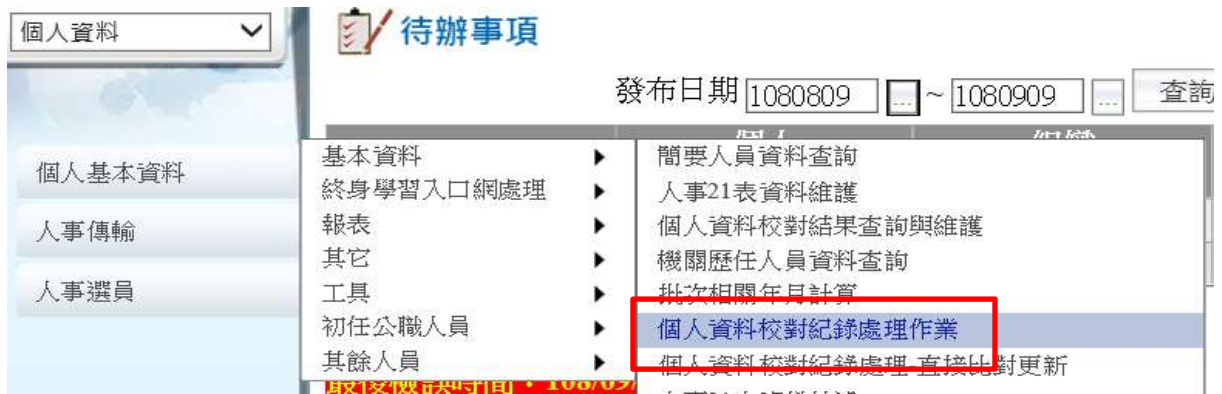 個人資料
待辦事項
發布日期 1080809 ... ~ 1080909 ... 查詢
個人基本資料
人事傳輸
人事選員
基本資料
終身學習入口網處理
報表
其它
工具
初任公職人員
其餘人員
簡要人員資料查詢
人事21表資料維護
個人資料校對結果查詢與維護
機關歷任人員資料查詢
批次相關年月計算
個人資料校對紀錄處理作業
個人資料校對紀錄處理-直接比對更新